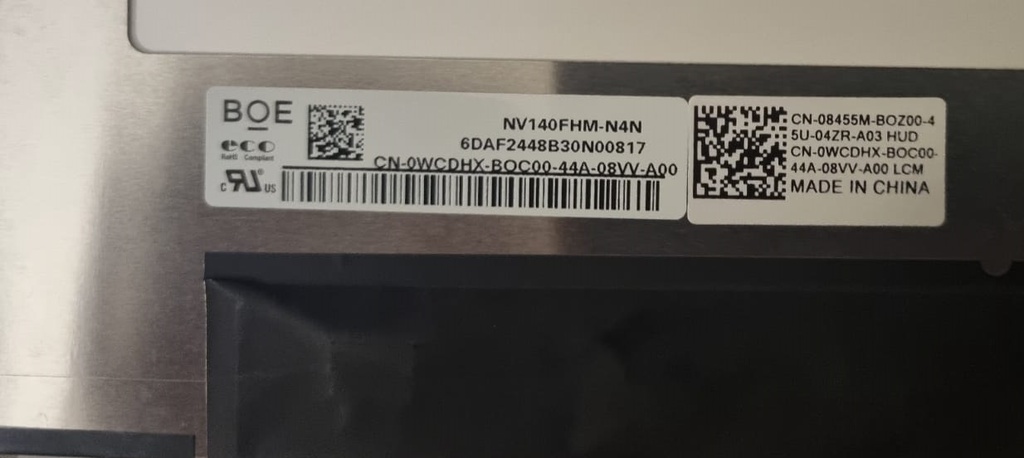 BOE
eco
RoHS Compliant
c RU US
NV140FHM-N4N
6DAF2448B30N00817
CN-0WCDHX-BOC00-44A-08VV-A00
CN-08455M-BOZ00-4
5U-04ZR-A03 HUD
CN-0WCDHX-BOC00-
44A-08VV-A00 LCM
MADE IN CHINA